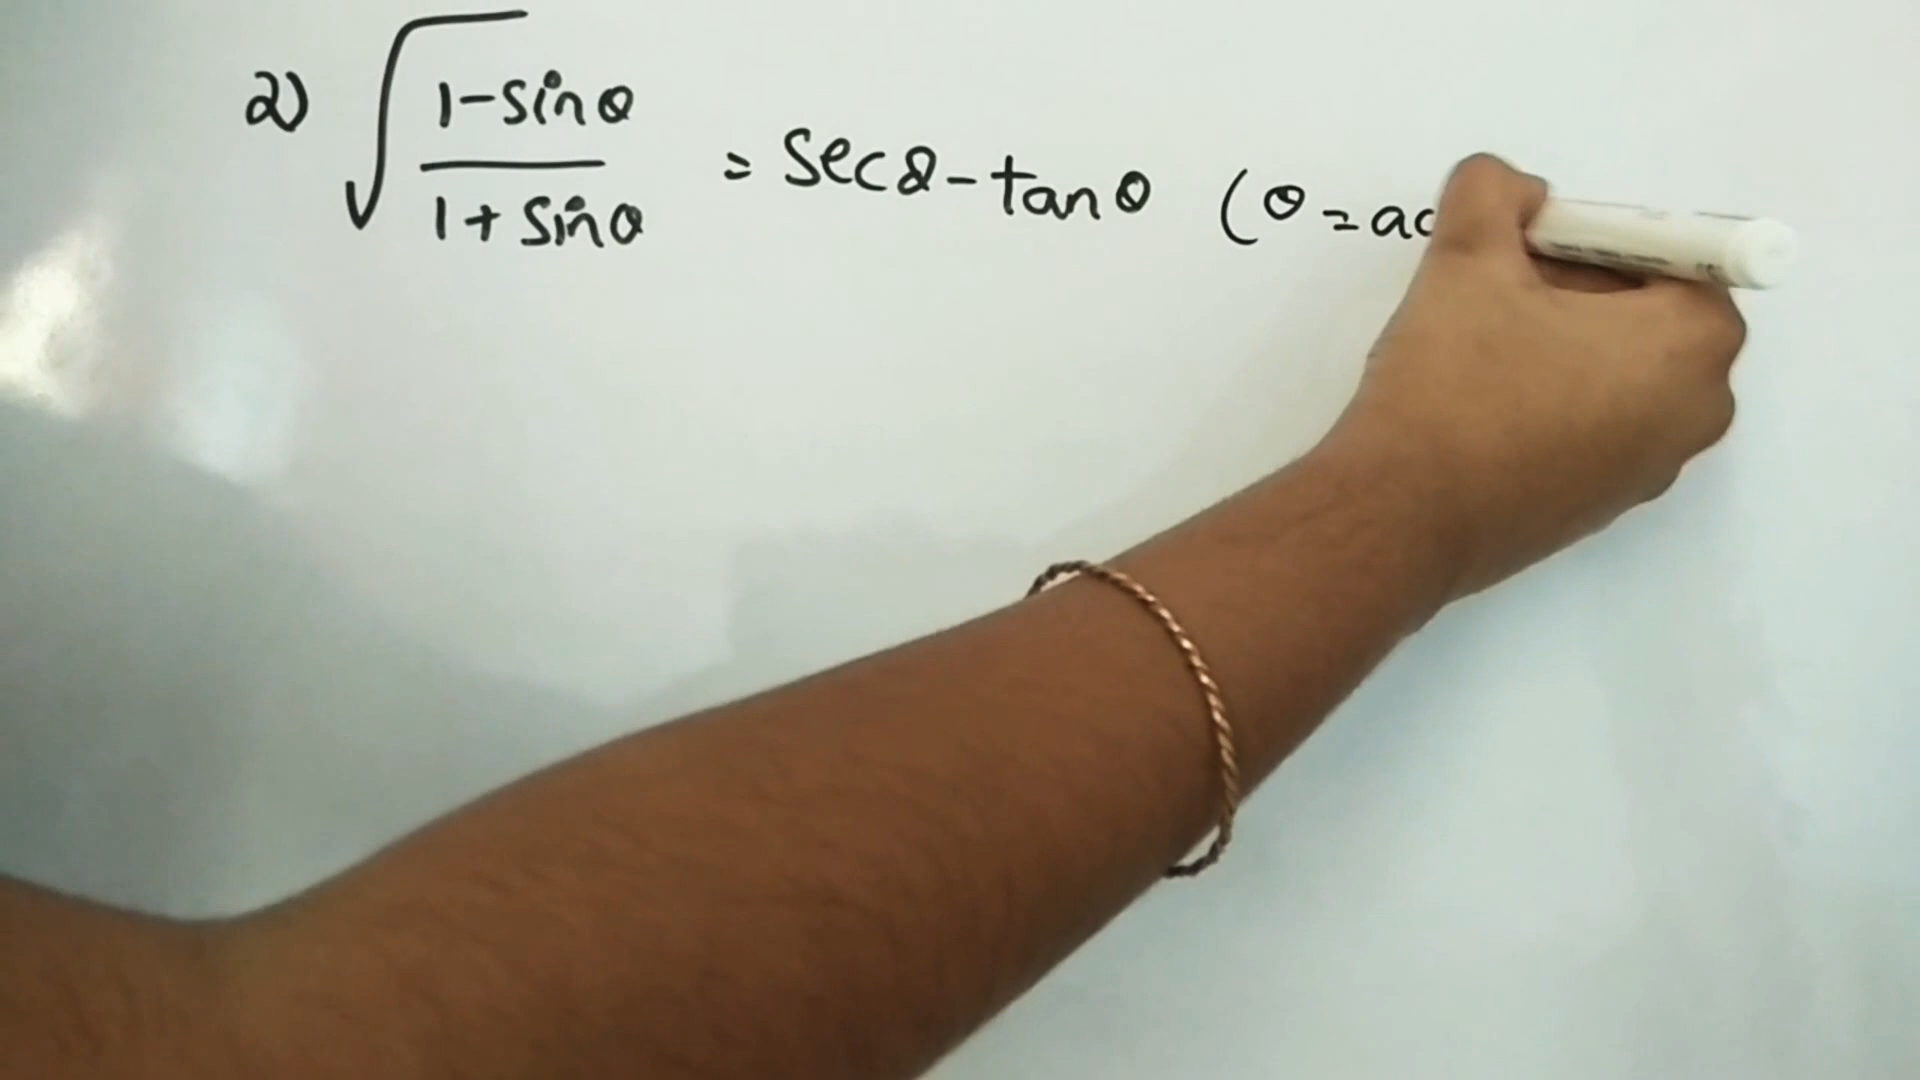 2) √(1-sinθ / 1+sinθ) = secθ-tanθ (θ=ac